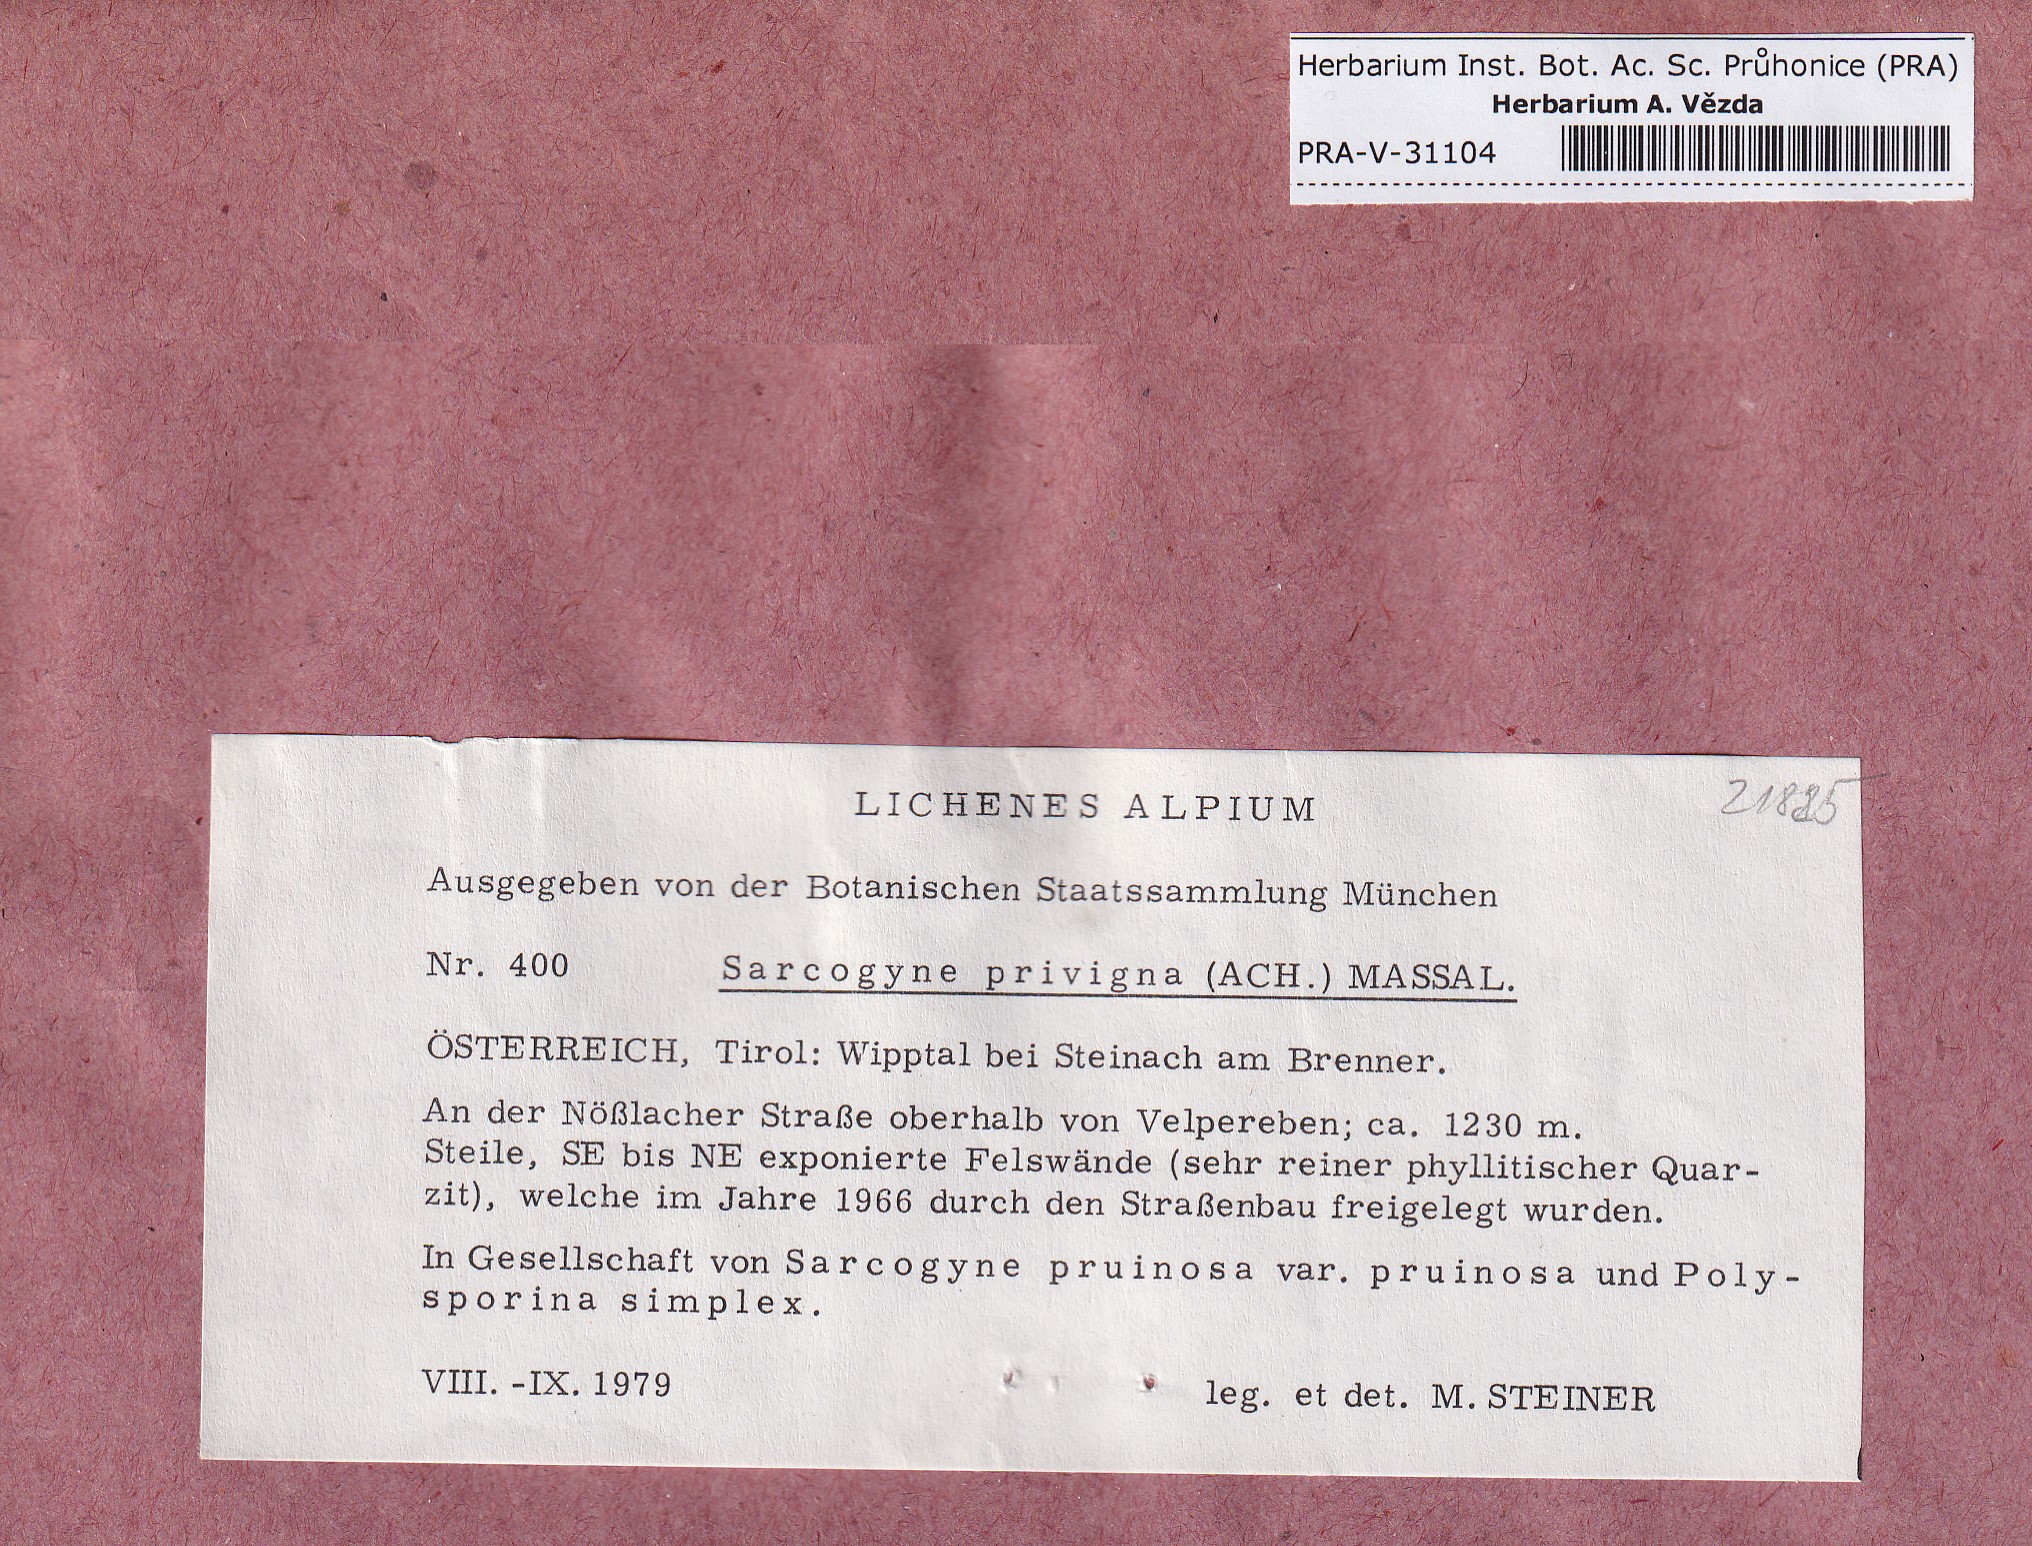 Herbarium Inst. Bot. Ac. Sc. Průhonice (PRA)
Herbarium A. Vězda
PRA-V-31104
LICHENES ALPIUM
Ausgegeben von der Botanischen Staatssammlung München
Nr. 400 Sarcogyne privigna (ACH.) MASSAL.
ÖSTERREICH, Tirol: Wipptal bei Steinach am Brenner.
An der Nößlacher Straße oberhalb von Velpereben; ca. 1230 m.
Steile, SE bis NE exponierte Felswände (sehr reiner phyllitischer Quar-
zit), welche im Jahre 1966 durch den Straßenbau freigelegt wurden.
In Gesellschaft von Sarcogyne pruinosa var. pruinosa und Poly-
sporina simplex.
VIII. -IX. 1979 leg. et det. M. STEINER